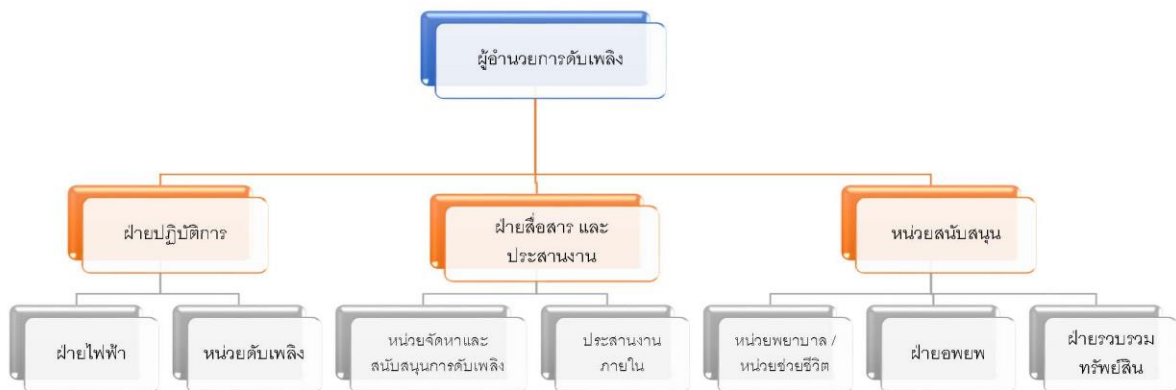 ผู้อำนวยการดับเพลิง
ฝ่ายปฏิบัติการ
ฝ่ายสื่อสาร และ
ประสานงาน
หน่วยสนับสนุน
ฝ่ายไฟฟ้า
หน่วยดับเพลิง
หน่วยจัดหาและ
สนับสนุนการดับเพลิง
ประสานงาน
ภายใน
หน่วยพยาบาล /
หน่วยช่วยชีวิต
ฝ่ายอพยพ
ฝ่ายรวบรวม
ทรัพย์สิน